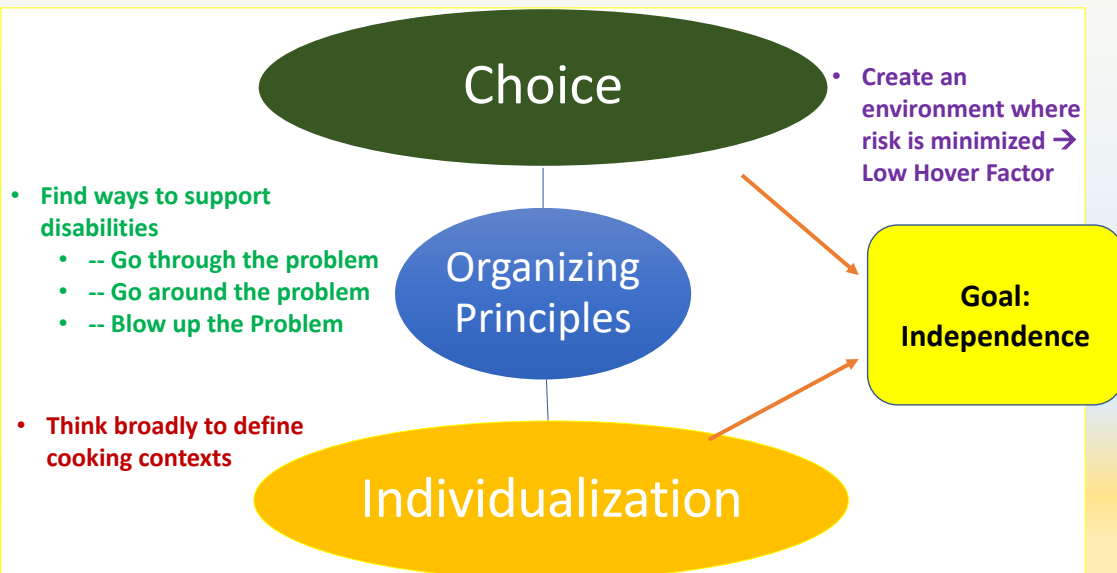 Choice
• Create an
environment where
risk is minimized →
Low Hover Factor
• Find ways to support
disabilities
• -- Go through the problem
• -- Go around the problem
• -- Blow up the Problem
Organizing
Principles
Goal:
Independence
• Think broadly to define
cooking contexts
Individualization